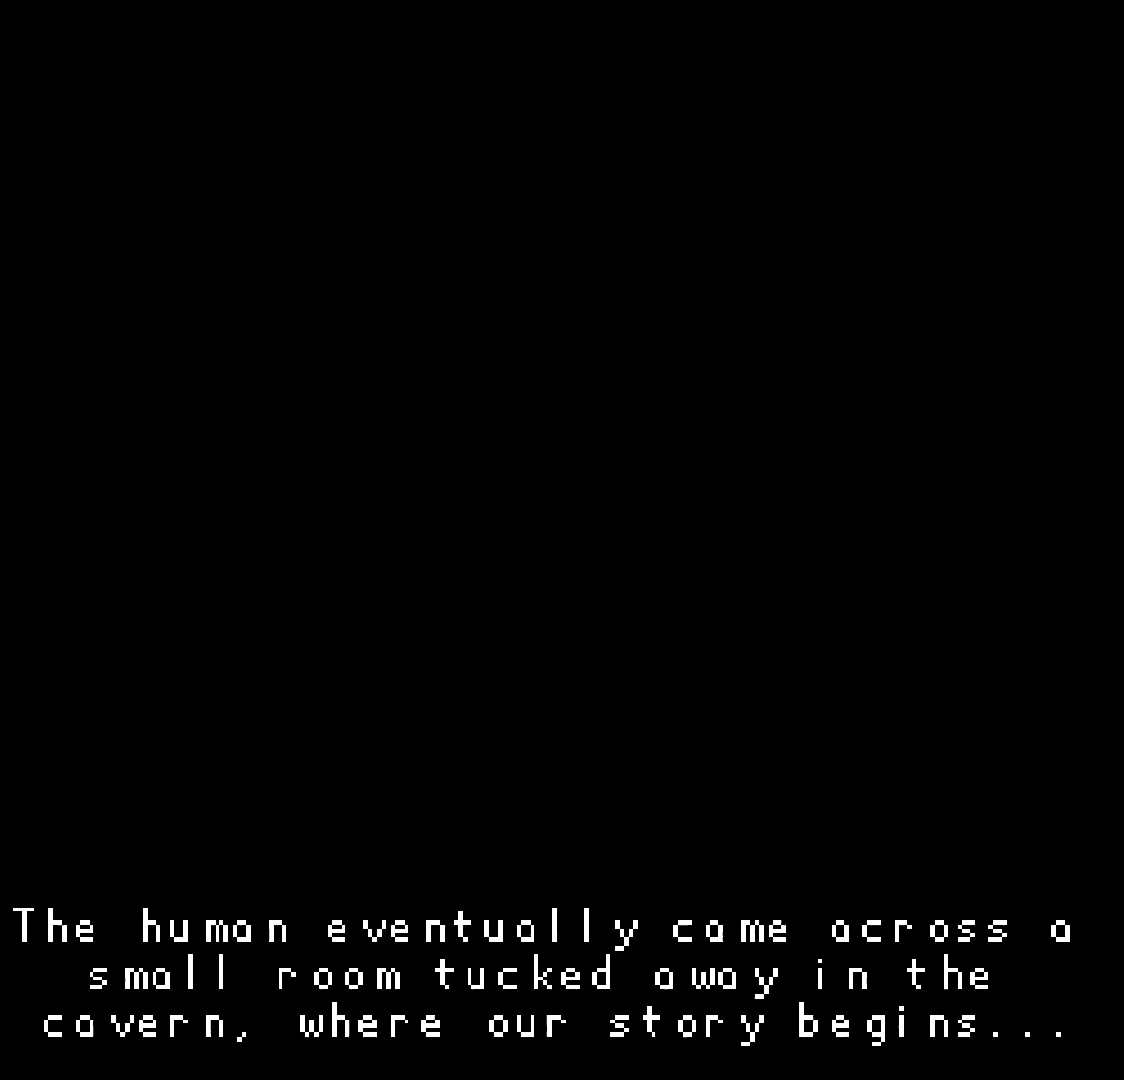 The human eventually came across a
small room tucked away in the
cavern, where our story begins...